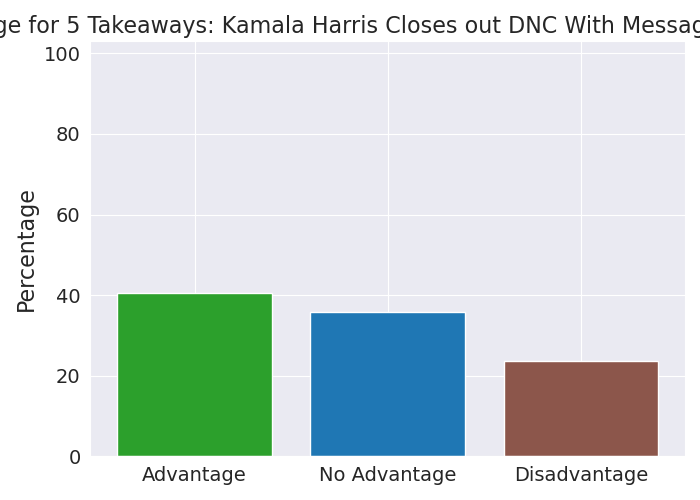 ge for 5 Takeaways: Kamala Harris Closes out DNC With Messag
100
80
60
40
20
0
Percentage
Advantage
No Advantage
Disadvantage